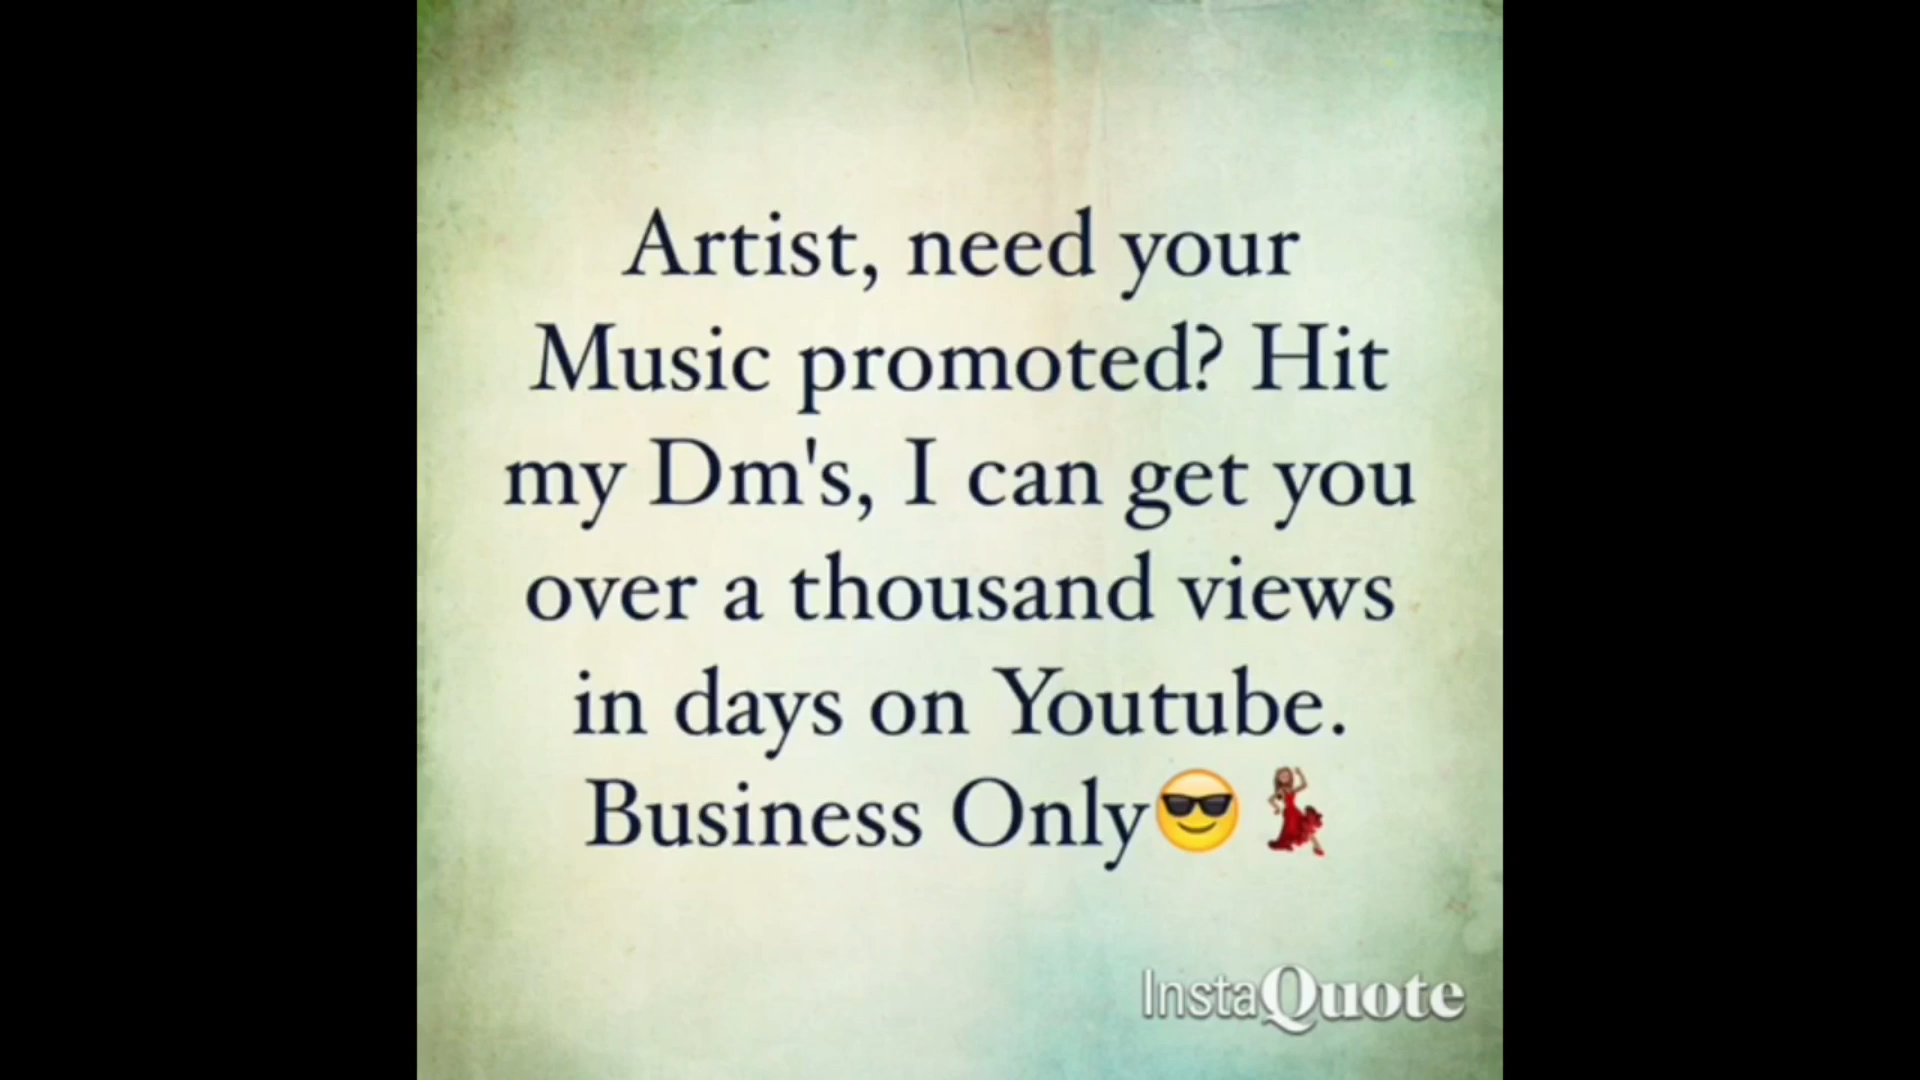 Artist, need your
Music promoted? Hit
my Dm's, I can get you
over a thousand views
in days on Youtube.
Business Only😎💃
InstaQuote